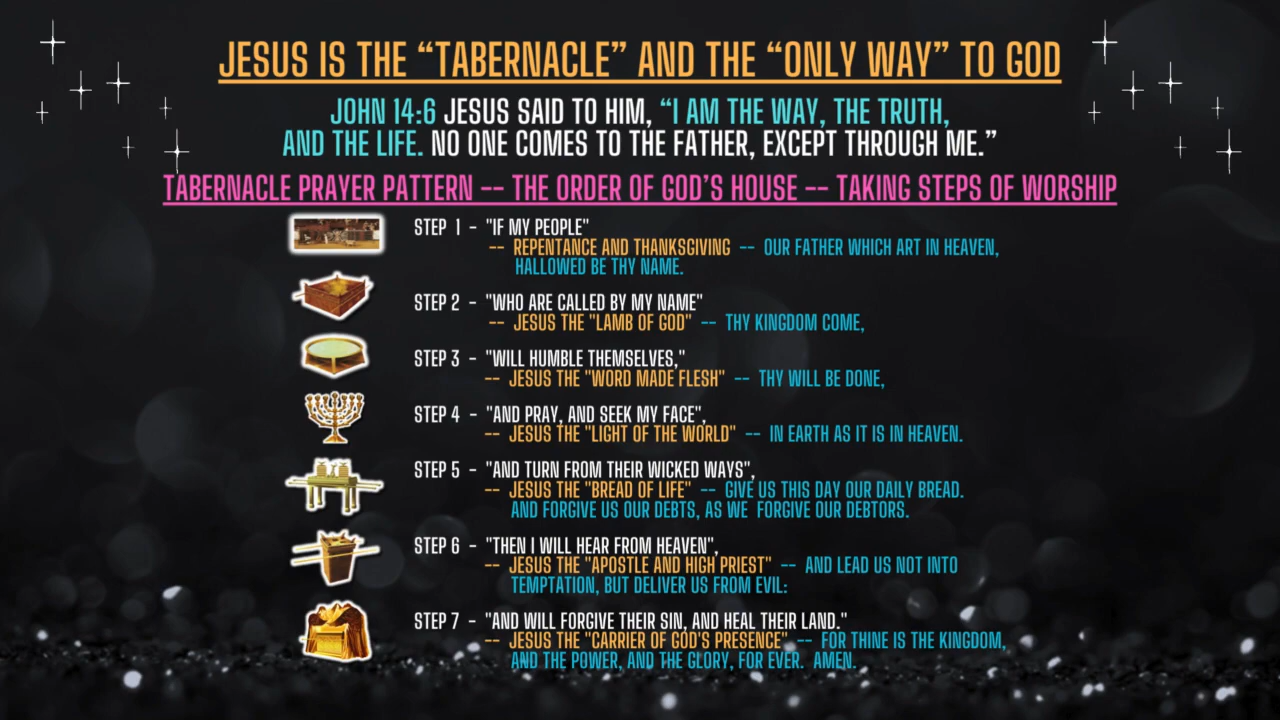 JESUS IS THE “TABERNACLE” AND THE “ONLY WAY” TO GOD
JOHN 14:6 JESUS SAID TO HIM, “I AM THE WAY, THE TRUTH,
AND THE LIFE. NO ONE COMES TO THE FATHER, EXCEPT THROUGH ME.”
TABERNACLE PRAYER PATTERN -- THE ORDER OF GOD’S HOUSE -- TAKING STEPS OF WORSHIP
STEP 1 - "IF MY PEOPLE"
-- REPENTANCE AND THANKSGIVING -- OUR FATHER WHICH ART IN HEAVEN,
HALLOWED BE THY NAME.
STEP 2 - "WHO ARE CALLED BY MY NAME"
-- JESUS THE "LAMB OF GOD" -- THY KINGDOM COME,
STEP 3 - "WILL HUMBLE THEMSELVES,"
-- JESUS THE "WORD MADE FLESH" -- THY WILL BE DONE,
STEP 4 - "AND PRAY, AND SEEK MY FACE",
-- JESUS THE "LIGHT OF THE WORLD" -- IN EARTH AS IT IS IN HEAVEN.
STEP 5 - "AND TURN FROM THEIR WICKED WAYS",
-- JESUS THE "BREAD OF LIFE" -- GIVE US THIS DAY OUR DAILY BREAD.
AND FORGIVE US OUR DEBTS, AS WE FORGIVE OUR DEBTORS.
STEP 6 - "THEN I WILL HEAR FROM HEAVEN",
-- JESUS THE "APOSTLE AND HIGH PRIEST" -- AND LEAD US NOT INTO
TEMPTATION, BUT DELIVER US FROM EVIL:
STEP 7 - "AND WILL FORGIVE THEIR SIN, AND HEAL THEIR LAND."
-- JESUS THE "CARRIER OF GOD'S PRESENCE" -- FOR THINE IS THE KINGDOM,
AND THE POWER, AND THE GLORY, FOR EVER. AMEN.